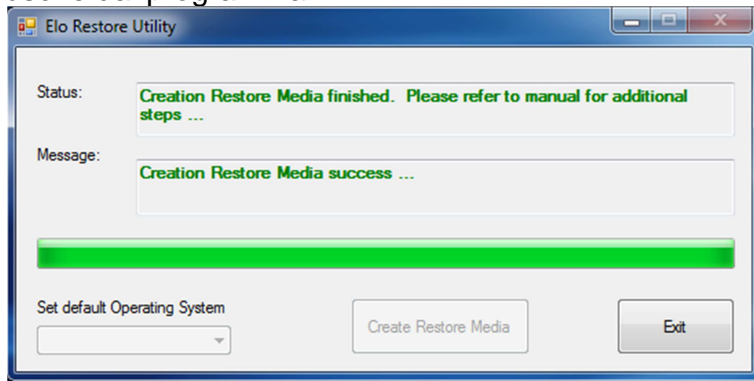 Elo Restore Utility
Status:
Creation Restore Media finished.  Please refer to manual for additional
steps ...
Message:
Creation Restore Media success ...
Set default Operating System
Create Restore Media
Exit